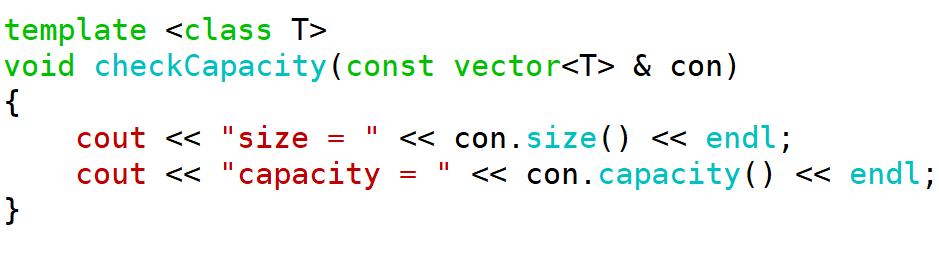 template <class T>
void checkCapacity(const vector<T> & con)
{
    cout << "size = " << con.size() << endl;
    cout << "capacity = " << con.capacity() << endl;
}